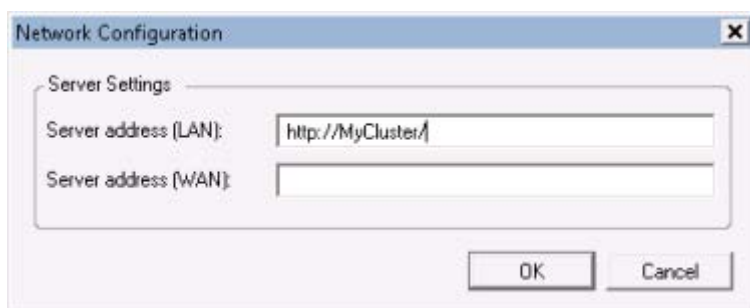 Network Configuration
Server Settings
Server address (LAN): http://MyCluster/
Server address (WAN):
OK Cancel